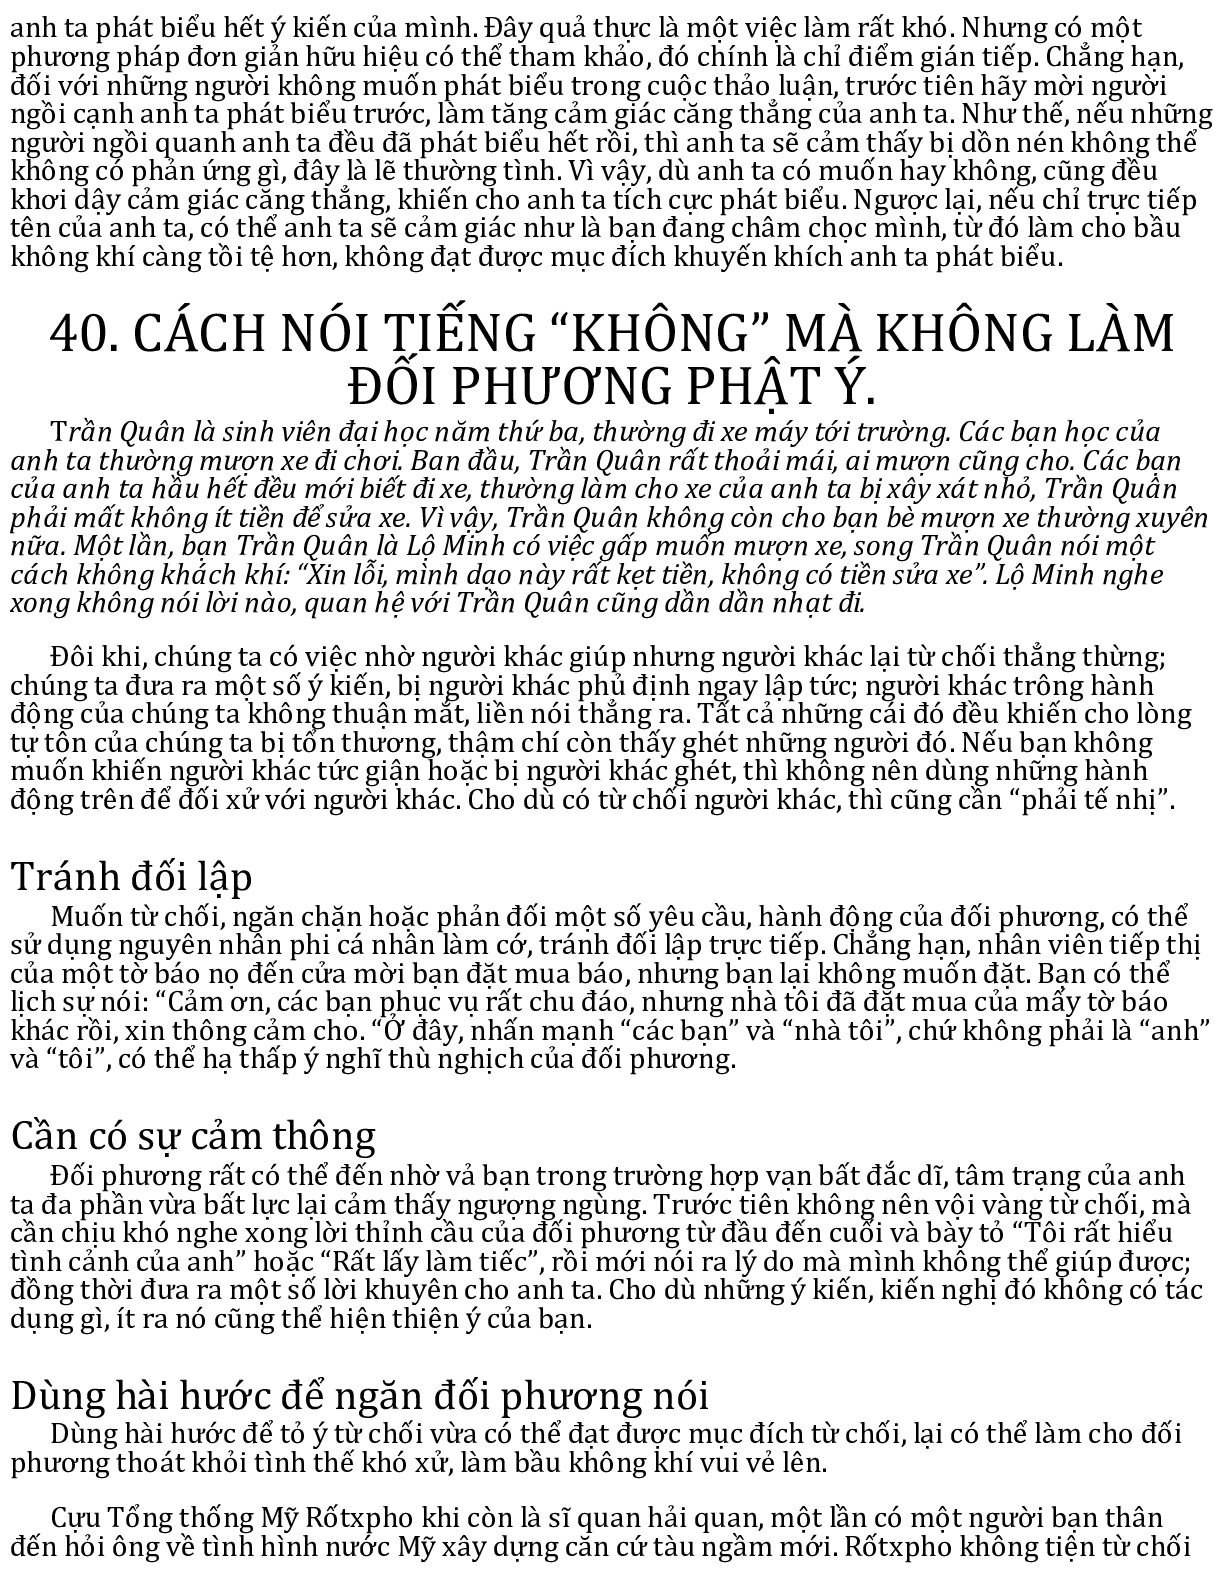 anh ta phát biểu hết ý kiến của mình. Đây quả thực là một việc làm rất khó. Nhưng có một
phương pháp đơn giản hữu hiệu có thể tham khảo, đó chính là chỉ điểm gián tiếp. Chẳng hạn,
đối với những người không muốn phát biểu trong cuộc thảo luận, trước tiên hãy mời người
ngồi cạnh anh ta phát biểu trước, làm tăng cảm giác căng thẳng của anh ta. Như thế, nếu những
người ngồi quanh anh ta đều đã phát biểu hết rồi, thì anh ta sẽ cảm thấy bị dồn nén không thể
không có phản ứng gì, đây là lẽ thường tình. Vì vậy, dù anh ta có muốn hay không, cũng đều
khơi dậy cảm giác căng thẳng, khiến cho anh ta tích cực phát biểu. Ngược lại, nếu chỉ trực tiếp
tên của anh ta, có thể anh ta sẽ cảm giác như là bạn đang châm chọc mình, từ đó làm cho bầu
không khí càng tồi tệ hơn, không đạt được mục đích khuyến khích anh ta phát biểu.
40. CÁCH NÓI TIẾNG “KHÔNG” MÀ KHÔNG LÀM
ĐỐI PHƯƠNG PHẬT Ý.
Trần Quân là sinh viên đại học năm thứ ba, thường đi xe máy tới trường. Các bạn học của
anh ta thường mượn xe đi chơi. Ban đầu, Trần Quân rất thoải mái, ai mượn cũng cho. Các bạn
của anh ta hầu hết đều mới biết đi xe, thường làm cho xe của anh ta bị xây xát nhỏ, Trần Quân
phải mất không ít tiền để sửa xe. Vì vậy, Trần Quân không còn cho bạn bè mượn xe thường xuyên
nữa. Một lần, bạn Trần Quân là Lộ Minh có việc gấp muốn mượn xe, song Trần Quân nói một
cách không khách khí: “Xin lỗi, mình dạo này rất kẹt tiền, không có tiền sửa xe”. Lộ Minh nghe
xong không nói lời nào, quan hệ với Trần Quân cũng dần dần nhạt đi.
Đôi khi, chúng ta có việc nhờ người khác giúp nhưng người khác lại từ chối thẳng thừng;
chúng ta đưa ra một số ý kiến, bị người khác phủ định ngay lập tức; người khác trông hành
động của chúng ta không thuận mắt, liền nói thẳng ra. Tất cả những cái đó đều khiến cho lòng
tự tôn của chúng ta bị tổn thương, thậm chí còn thấy ghét những người đó. Nếu bạn không
muốn khiến người khác tức giận hoặc bị người khác ghét, thì không nên dùng những hành
động trên để đối xử với người khác. Cho dù có từ chối người khác, thì cũng cần “phải tế nhị”.
Tránh đối lập
Muốn từ chối, ngăn chặn hoặc phản đối một số yêu cầu, hành động của đối phương, có thể
sử dụng nguyên nhân phi cá nhân làm cớ, tránh đối lập trực tiếp. Chẳng hạn, nhân viên tiếp thị
của một tờ báo nọ đến cửa mời bạn đặt mua báo, nhưng bạn lại không muốn đặt. Bạn có thể
lịch sự nói: “Cảm ơn, các bạn phục vụ rất chu đáo, nhưng nhà tôi đã đặt mua của mấy tờ báo
khác rồi, xin thông cảm cho. “Ở đây, nhấn mạnh “các bạn” và “nhà tôi”, chứ không phải là “anh”
và “tôi”, có thể hạ thấp ý nghĩ thù nghịch của đối phương.
Cần có sự cảm thông
Đối phương rất có thể đến nhờ vả bạn trong trường hợp vạn bất đắc dĩ, tâm trạng của anh
ta đa phần vừa bất lực lại cảm thấy ngượng ngùng. Trước tiên không nên vội vàng từ chối, mà
cần chịu khó nghe xong lời thỉnh cầu của đối phương từ đầu đến cuối và bày tỏ “Tôi rất hiểu
tình cảnh của anh” hoặc “Rất lấy làm tiếc”, rồi mới nói ra lý do mà mình không thể giúp được;
đồng thời đưa ra một số lời khuyên cho anh ta. Cho dù những ý kiến, kiến nghị đó không có tác
dụng gì, ít ra nó cũng thể hiện thiện ý của bạn.
Dùng hài hước để ngăn đối phương nói
Dùng hài hước để tỏ ý từ chối vừa có thể đạt được mục đích từ chối, lại có thể làm cho đối
phương thoát khỏi tình thế khó xử, làm bầu không khí vui vẻ lên.
Cựu Tổng thống Mỹ Rốtxpho khi còn là sĩ quan hải quan, một lần có một người bạn thân
đến hỏi ông về tình hình nước Mỹ xây dựng căn cứ tàu ngầm mới. Rốtxpho không tiện từ chối